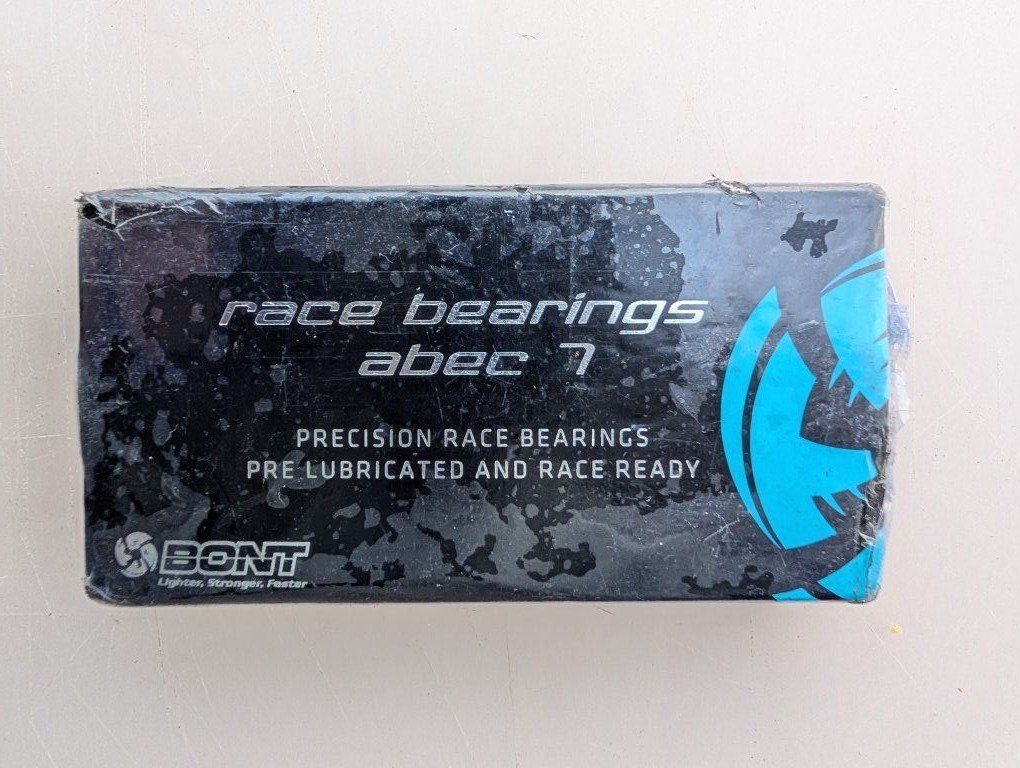 race bearings
abec 7
PRECISION RACE BEARINGS
PRE LUBRICATED AND RACE READY
BONT
Lighter, Stronger, Faster